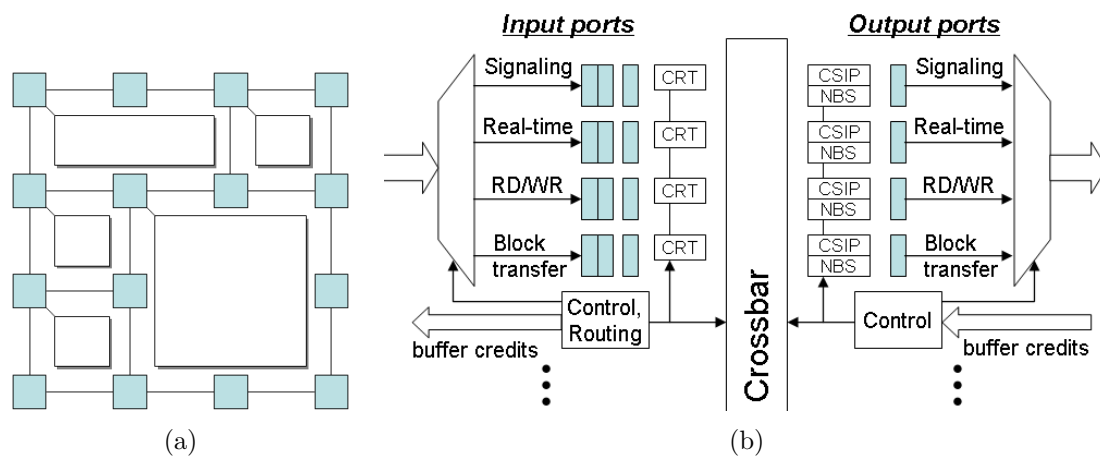 Input ports
Output ports
Signaling
CRT
CSIP
NBS
Signaling
Real-time
CRT
CSIP
NBS
Real-time
RD/WR
CRT
CSIP
NBS
RD/WR
Block
transfer
CRT
CSIP
NBS
Block
transfer
Crossbar
Control,
Routing
Control
buffer credits
buffer credits
(a)
(b)